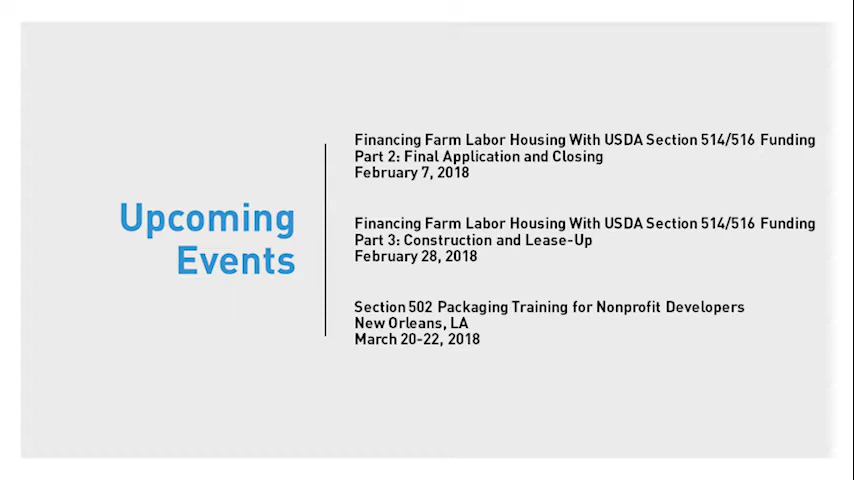 Upcoming
Events
Financing Farm Labor Housing With USDA Section 514/516 Funding
Part 2: Final Application and Closing
February 7, 2018
Financing Farm Labor Housing With USDA Section 514/516 Funding
Part 3: Construction and Lease-Up
February 28, 2018
Section 502 Packaging Training for Nonprofit Developers
New Orleans, LA
March 20-22, 2018